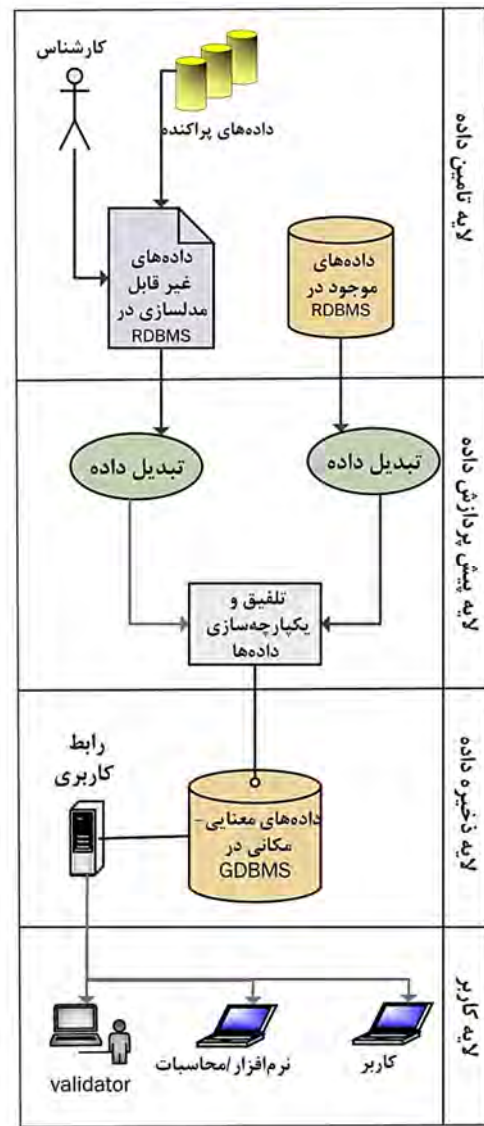 لایه تامین داده
کارشناس
داده‌های پراکنده
داده‌های
غیر قابل
مدلسازی در
RDBMS
داده‌های
موجود در
RDBMS
لایه پیش پردازش داده
تبدیل داده
تبدیل داده
تلفیق و
یکپارچه‌سازی
داده‌ها
لایه ذخیره داده
رابط
کاربری
داده‌های معنایی-
مکانی در
GDBMS
لایه کاربر
کاربر
نرم‌افزار/محاسبات
validator